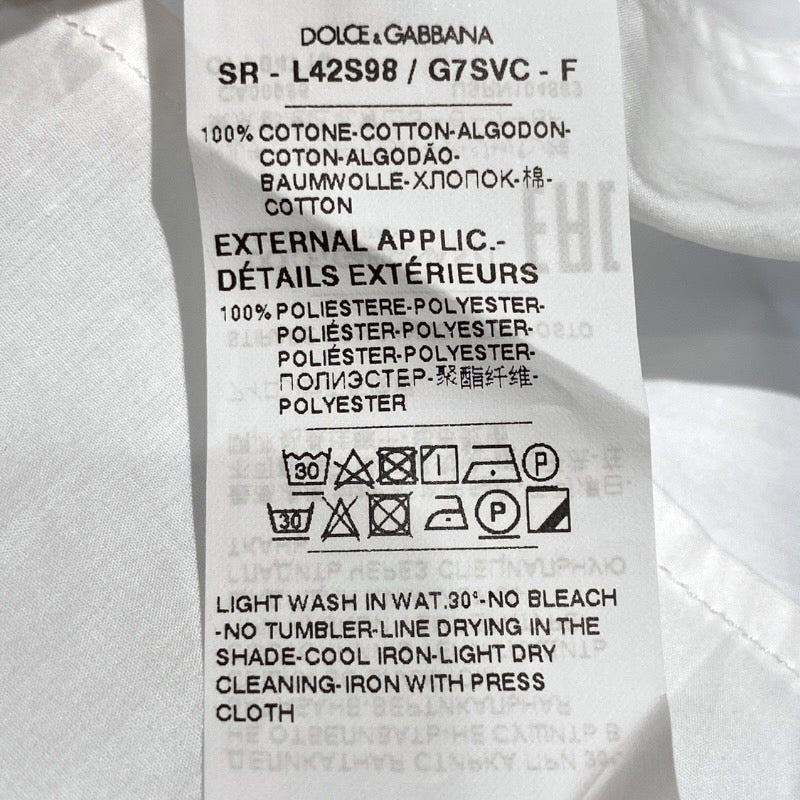 DOLCE & GABBANA
SR - L42S98 / G7SVC - F
100% COTONE-COTTON-ALGODON-
COTON-ALGODÃO-
BAUMWOLLE-ХЛОПОК-棉-
COTTON
EXTERNAL APPLIC.-
DÉTAILS EXTÉRIEURS
100% POLIESTERE-POLYESTER-
POLIÉSTER-POLYESTER-
POLIÉSTER-POLYESTER-
ПОЛИЭСТЕР-聚酯纤维-
POLYESTER
30 P
30 P
LIGHT WASH IN WAT.30°-NO BLEACH
-NO TUMBLER-LINE DRYING IN THE
SHADE-COOL IRON-LIGHT DRY
CLEANING-IRON WITH PRESS
CLOTH